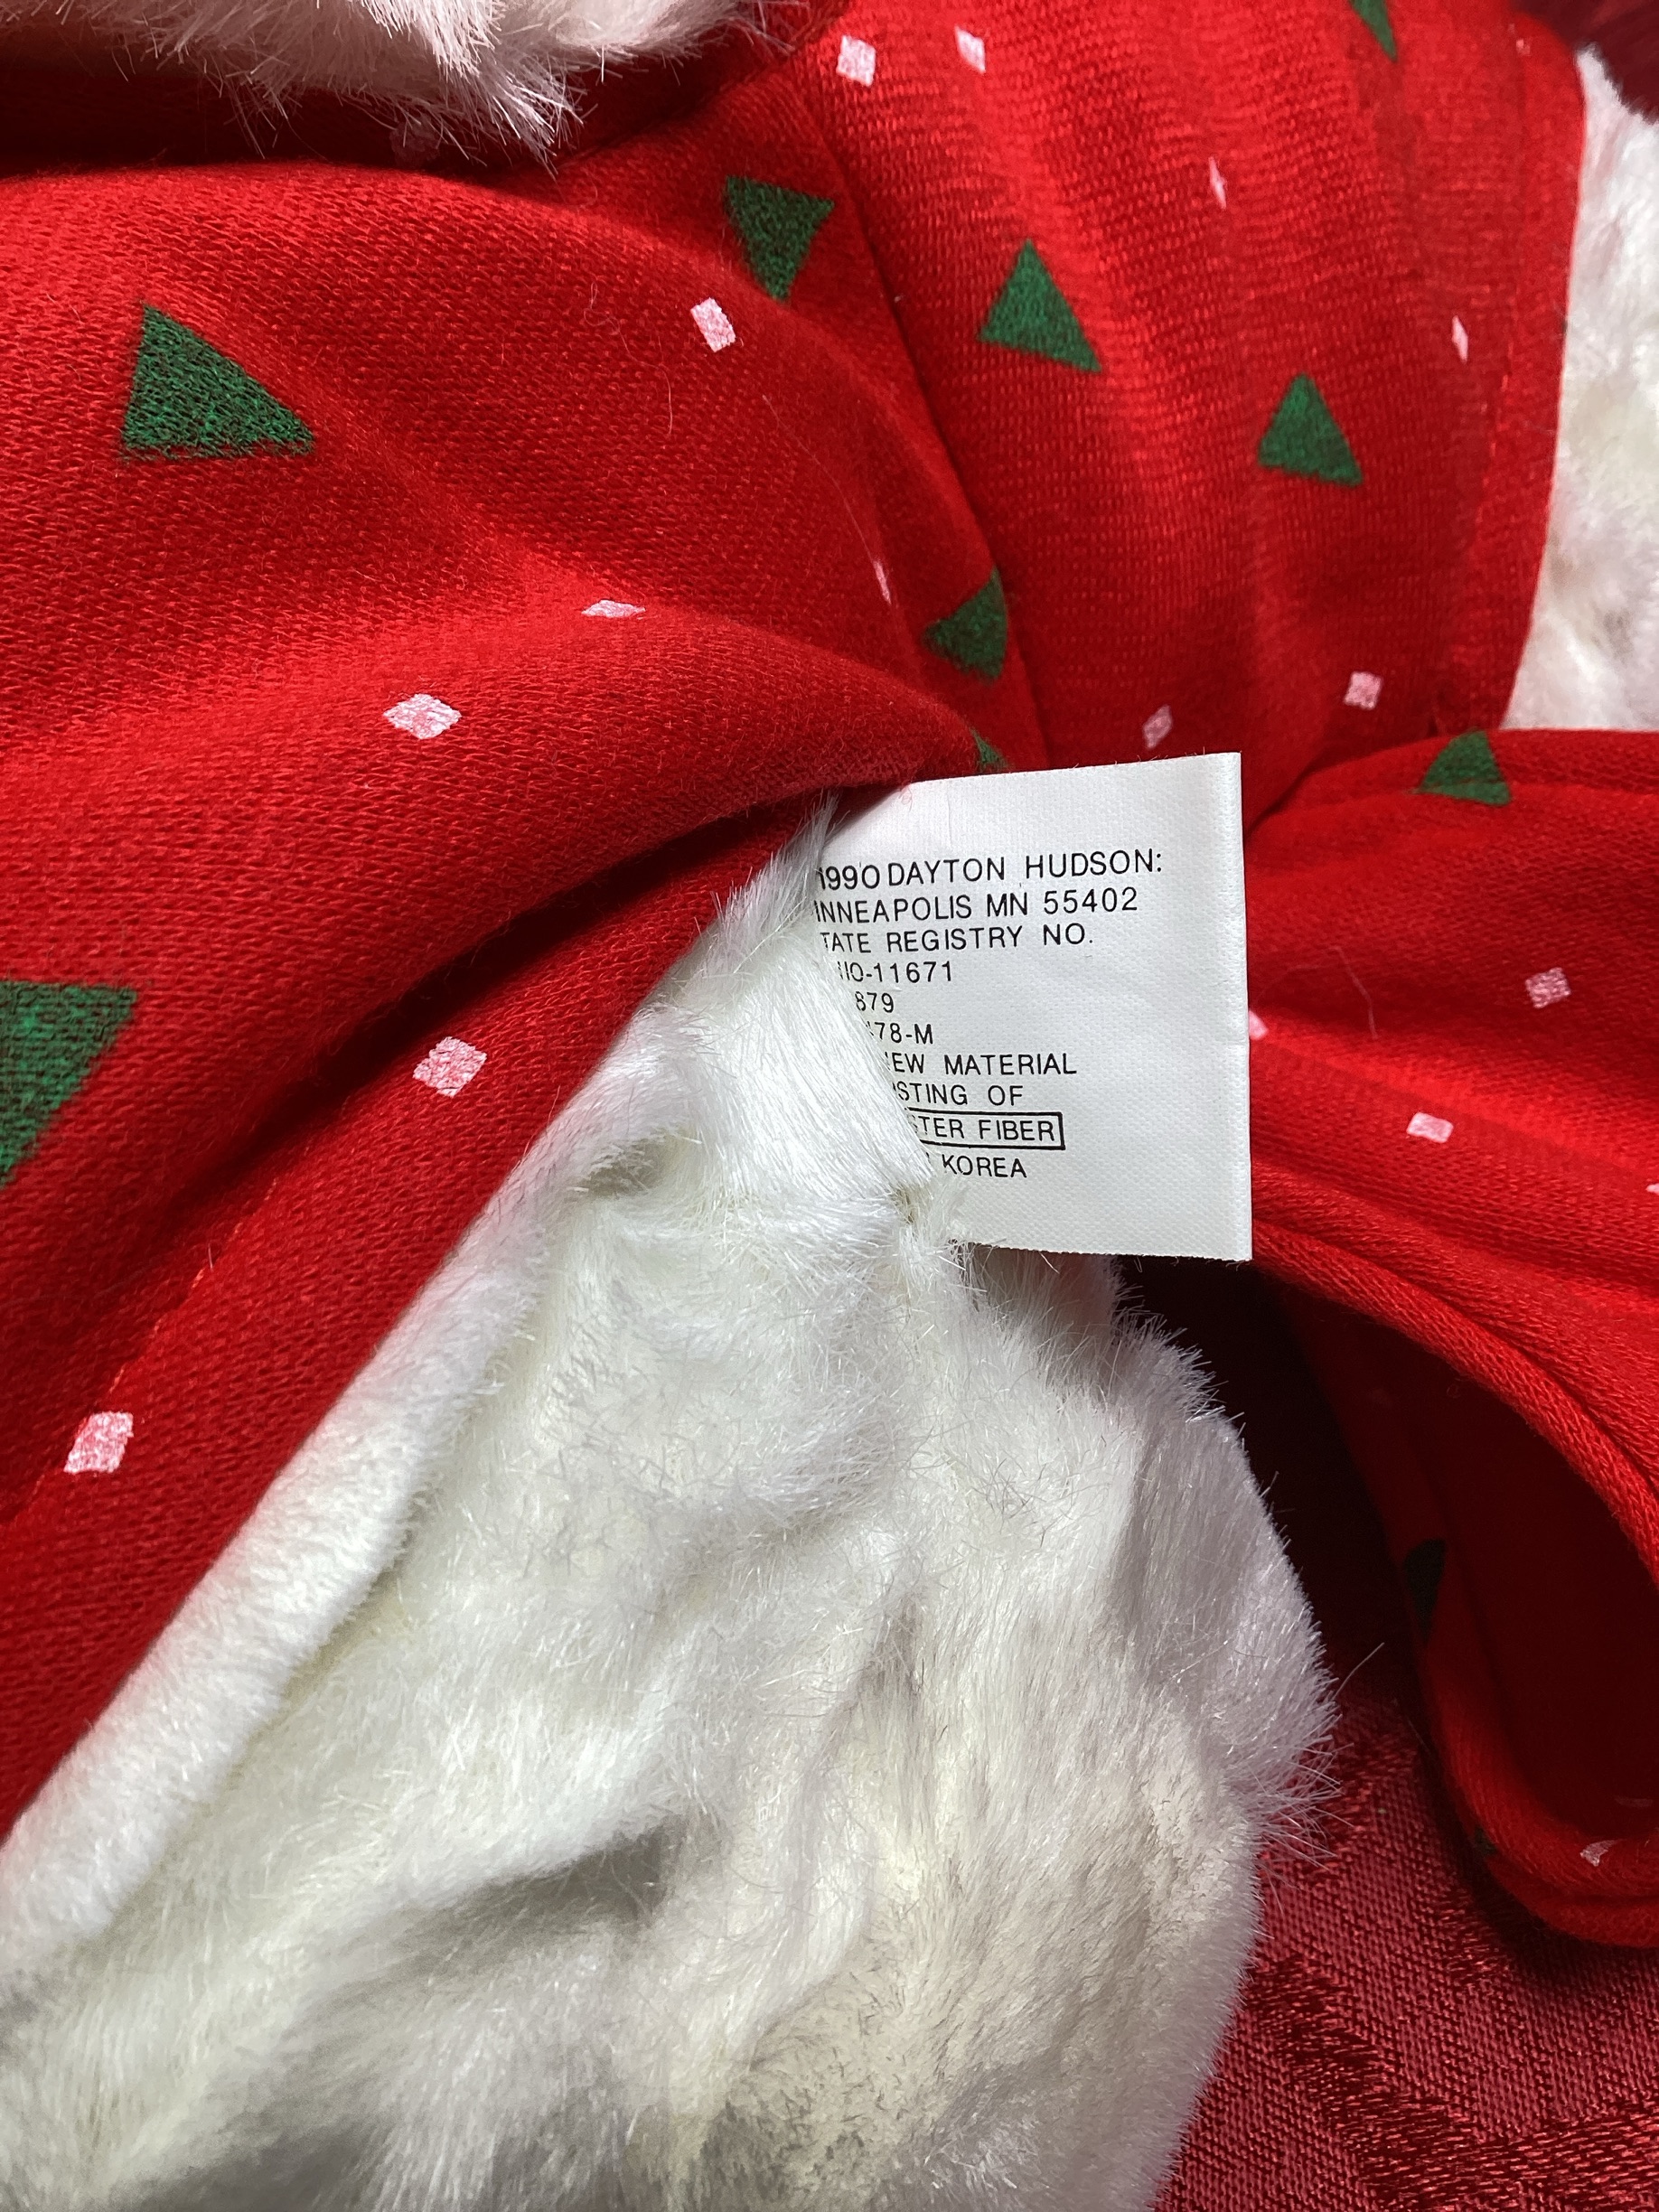 1990 DAYTON HUDSON:
INNEAPOLIS MN 55402
TATE REGISTRY NO.
IO-11671
879
78-M
EW MATERIAL
STING OF
STER FIBER
KOREA